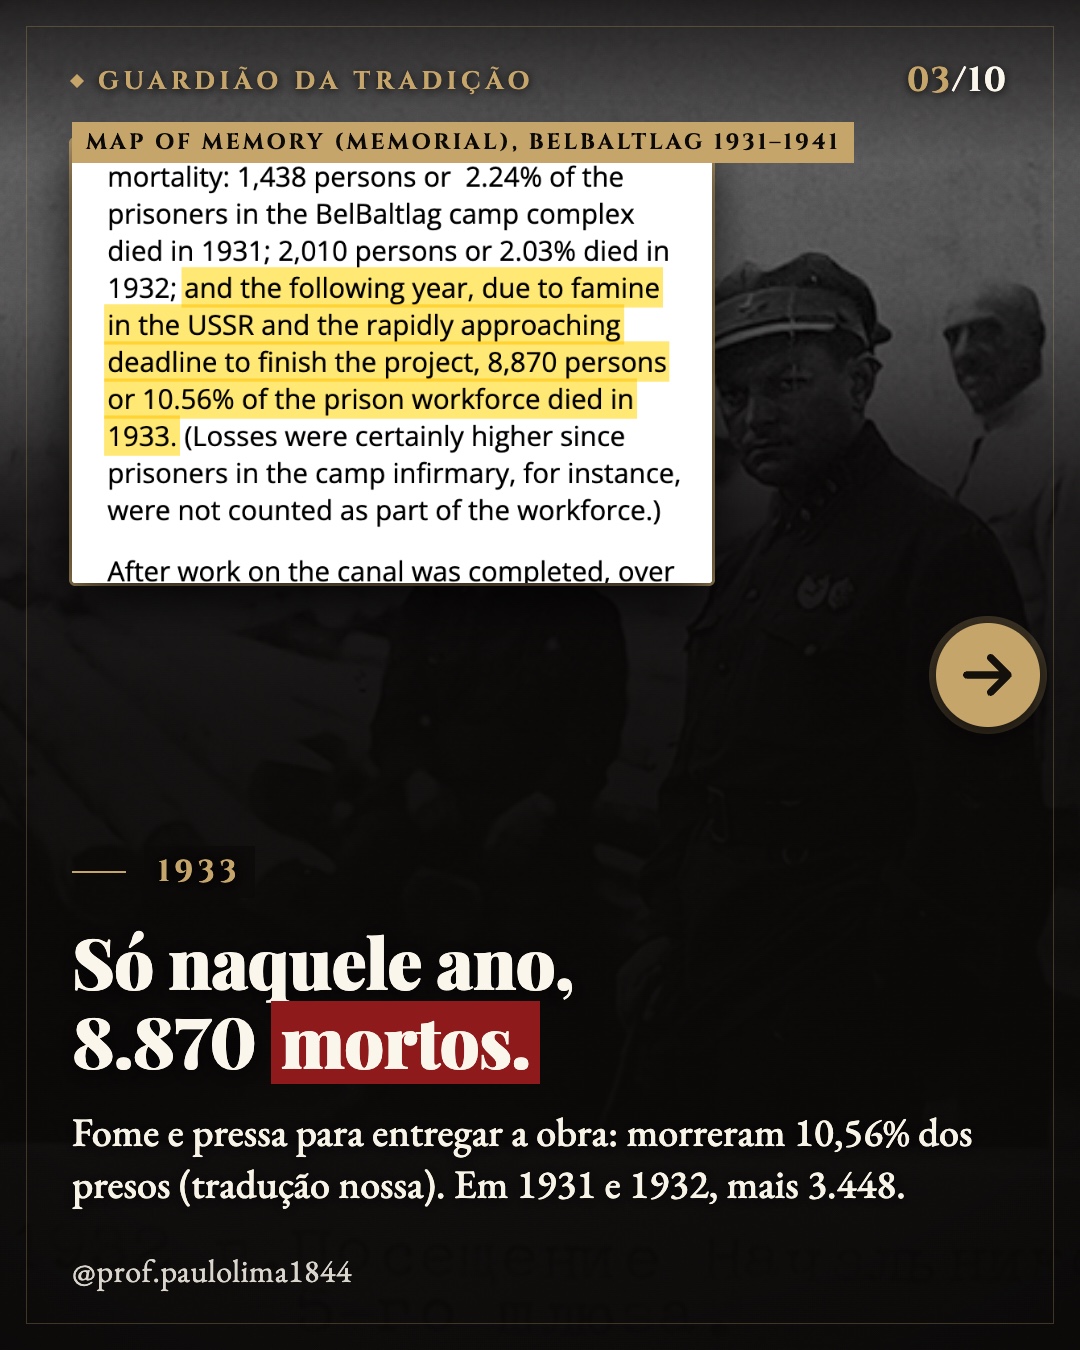 GUARDIÃO DA TRADIÇÃO
03/10
MAP OF MEMORY (MEMORIAL), BELBALTLAG 1931–1941
mortality: 1,438 persons or 2.24% of the
prisoners in the BelBaltlag camp complex
died in 1931; 2,010 persons or 2.03% died in
1932; and the following year, due to famine
in the USSR and the rapidly approaching
deadline to finish the project, 8,870 persons
or 10.56% of the prison workforce died in
1933. (Losses were certainly higher since
prisoners in the camp infirmary, for instance,
were not counted as part of the workforce.)
After work on the canal was completed, over
1933
Só naquele ano,
8.870 mortos.
Fome e pressa para entregar a obra: morreram 10,56% dos
presos (tradução nossa). Em 1931 e 1932, mais 3.448.
Посещение
@prof.paulolima1844